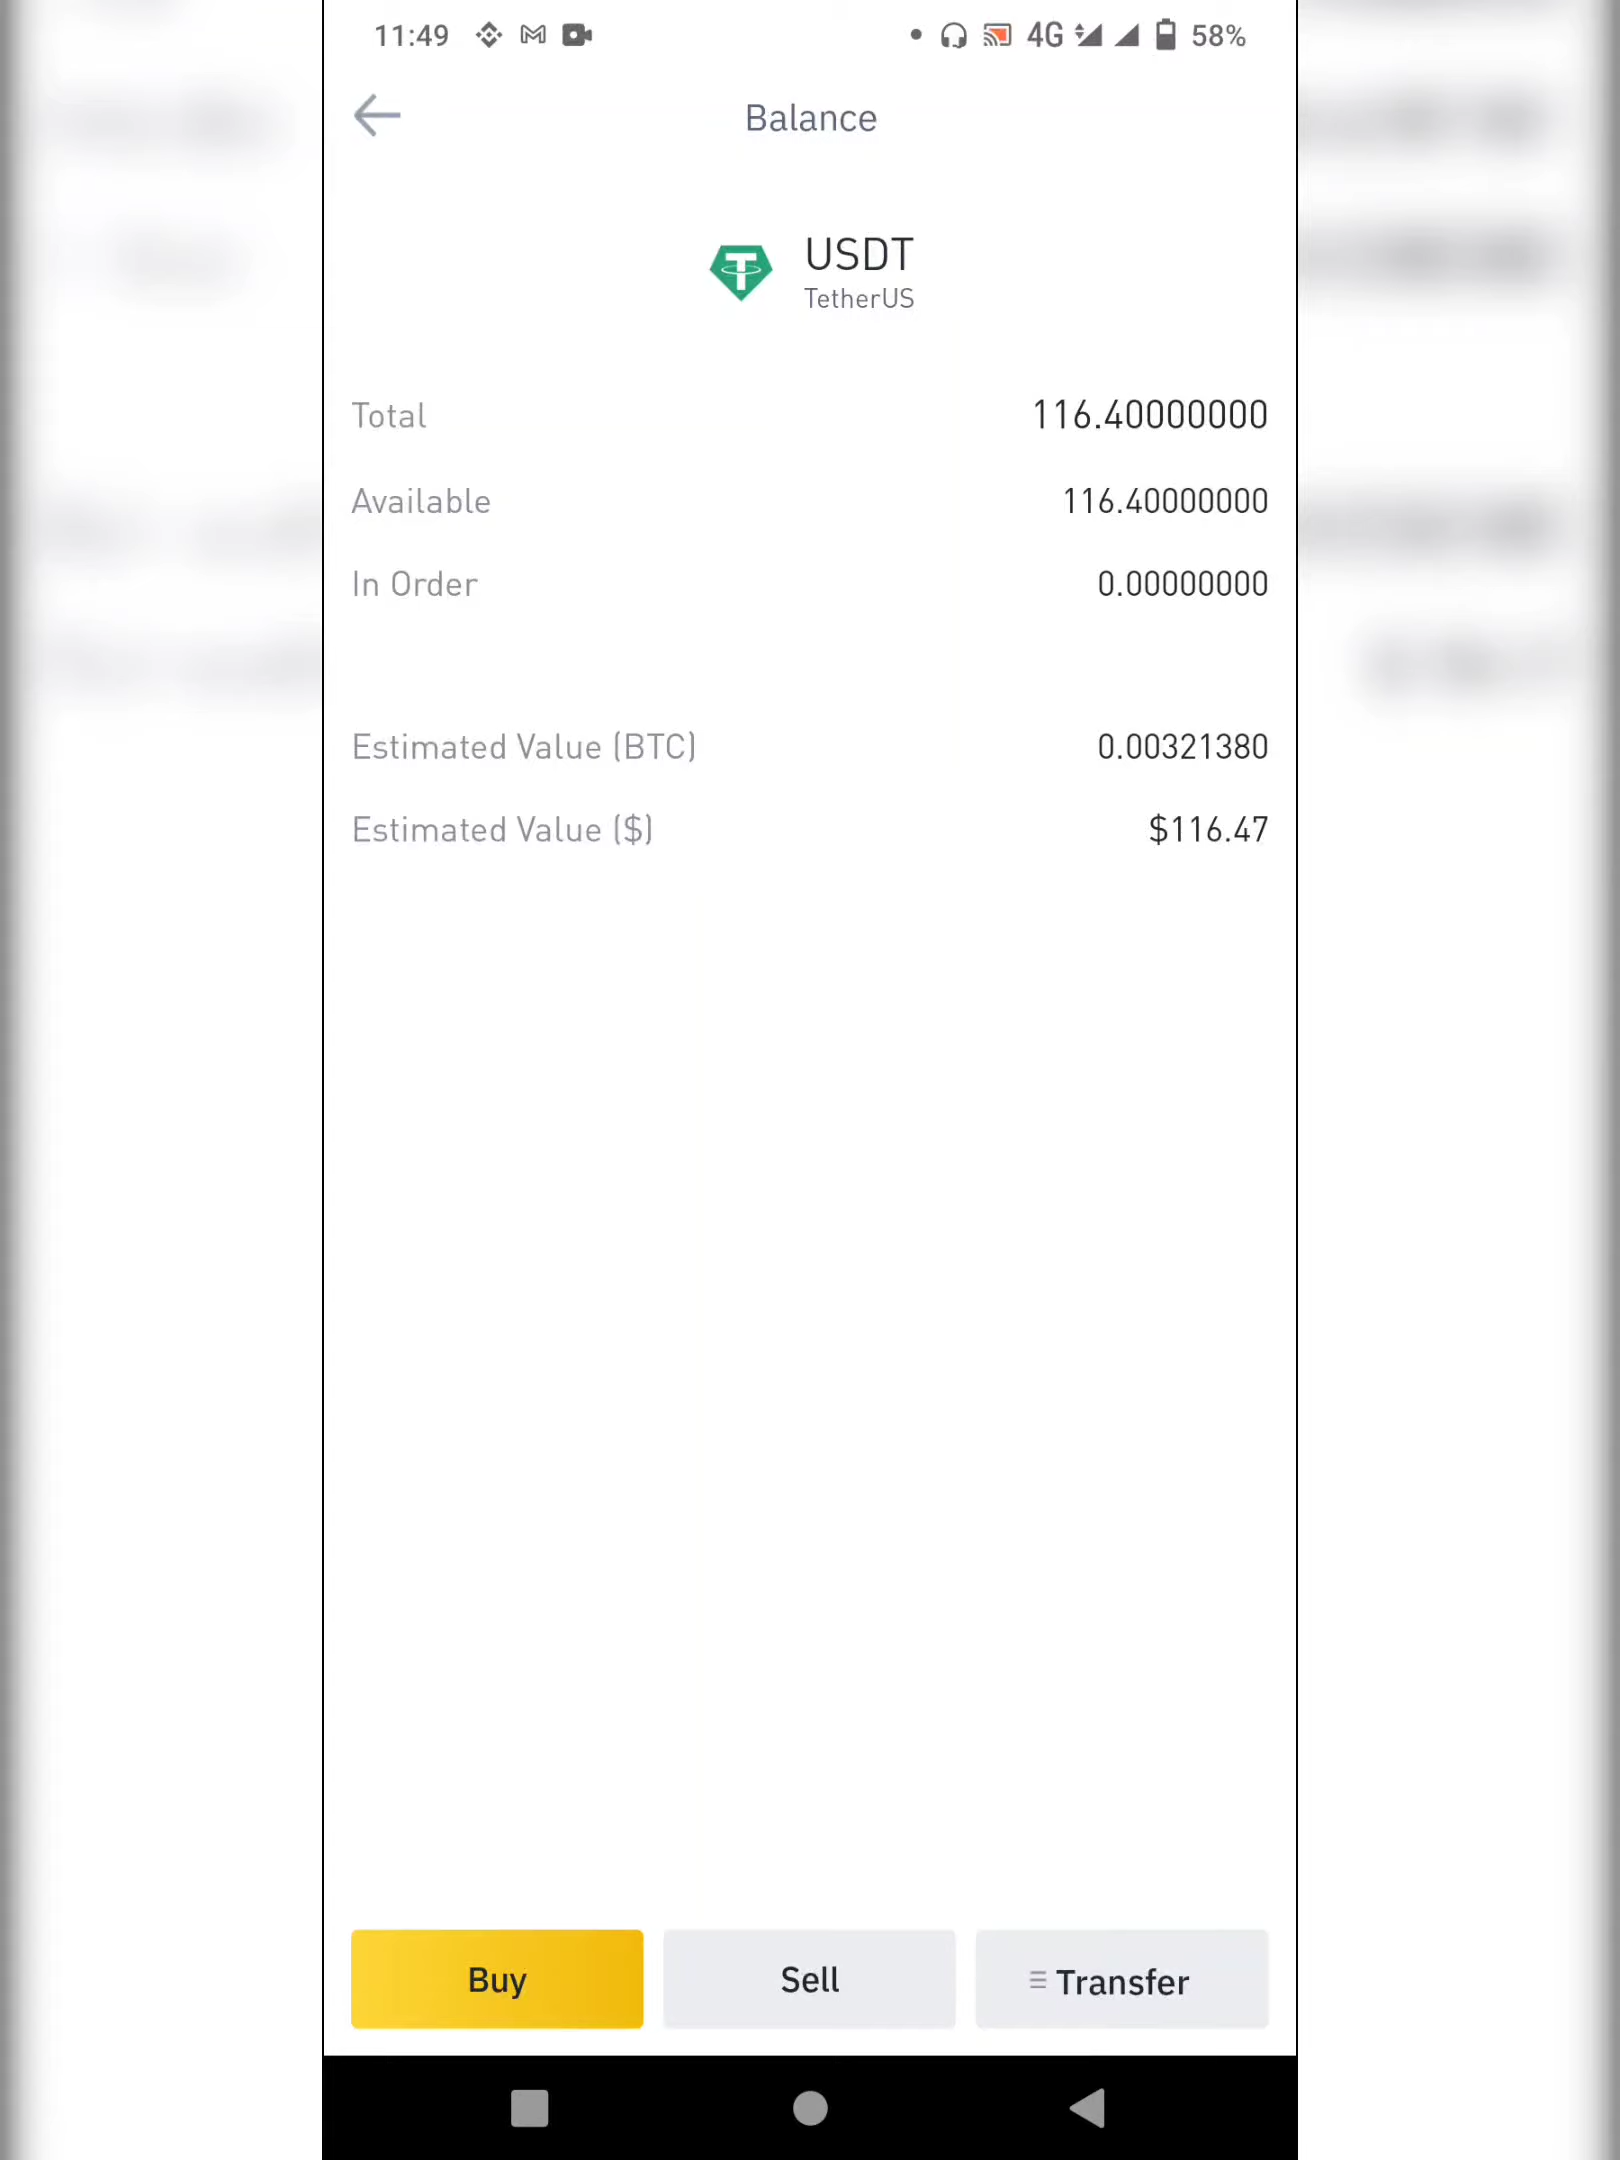 11:49 4G 58%
Balance
USDT
TetherUS
Total 116.40000000
Available 116.40000000
In Order 0.00000000
Estimated Value (BTC) 0.00321380
Estimated Value ($) $116.47
Buy Sell Transfer